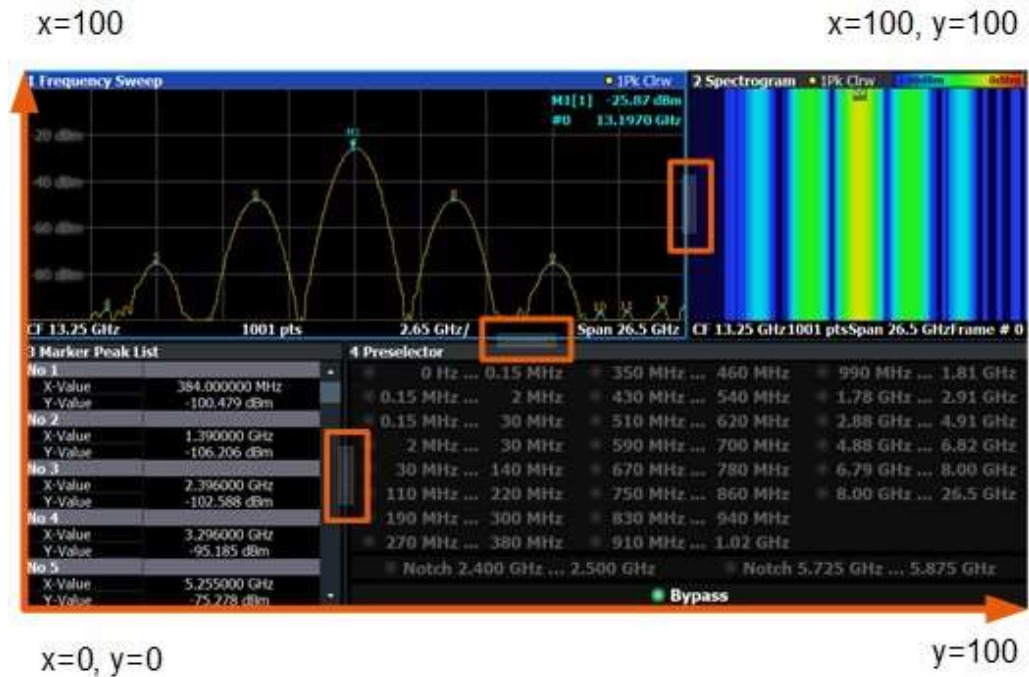 x=100
x=100, y=100
1 Frequency Sweep
1Pk Clrw
M1[1] -25.87 dBm
#0 13.1970 GHz
-20 dBm
-40 dBm
-60 dBm
-80 dBm
CF 13.25 GHz 1001 pts 2.65 GHz/ Span 26.5 GHz
2 Spectrogram 1Pk Clrw
CF 13.25 GHz 1001 pts Span 26.5 GHz Frame # 0
3 Marker Peak List
No 1
X-Value 384.000000 MHz
Y-Value -100.479 dBm
No 2
X-Value 1.390000 GHz
Y-Value -106.206 dBm
No 3
X-Value 2.396000 GHz
Y-Value -102.588 dBm
No 4
X-Value 3.296000 GHz
Y-Value -95.185 dBm
No 5
X-Value 5.255000 GHz
Y-Value -75.278 dBm
4 Preselector
0 Hz ... 0.15 MHz 350 MHz ... 460 MHz 990 MHz ... 1.81 GHz
0.15 MHz ... 2 MHz 430 MHz ... 540 MHz 1.78 GHz ... 2.91 GHz
0.15 MHz ... 30 MHz 510 MHz ... 620 MHz 2.88 GHz ... 4.91 GHz
2 MHz ... 30 MHz 590 MHz ... 700 MHz 4.88 GHz ... 6.82 GHz
30 MHz ... 140 MHz 670 MHz ... 780 MHz 6.79 GHz ... 8.00 GHz
110 MHz ... 220 MHz 750 MHz ... 860 MHz 8.00 GHz ... 26.5 GHz
190 MHz ... 300 MHz 830 MHz ... 940 MHz
270 MHz ... 380 MHz 910 MHz ... 1.02 GHz
Notch 2.400 GHz ... 2.500 GHz Notch 5.725 GHz ... 5.875 GHz
Bypass
x=0, y=0
y=100